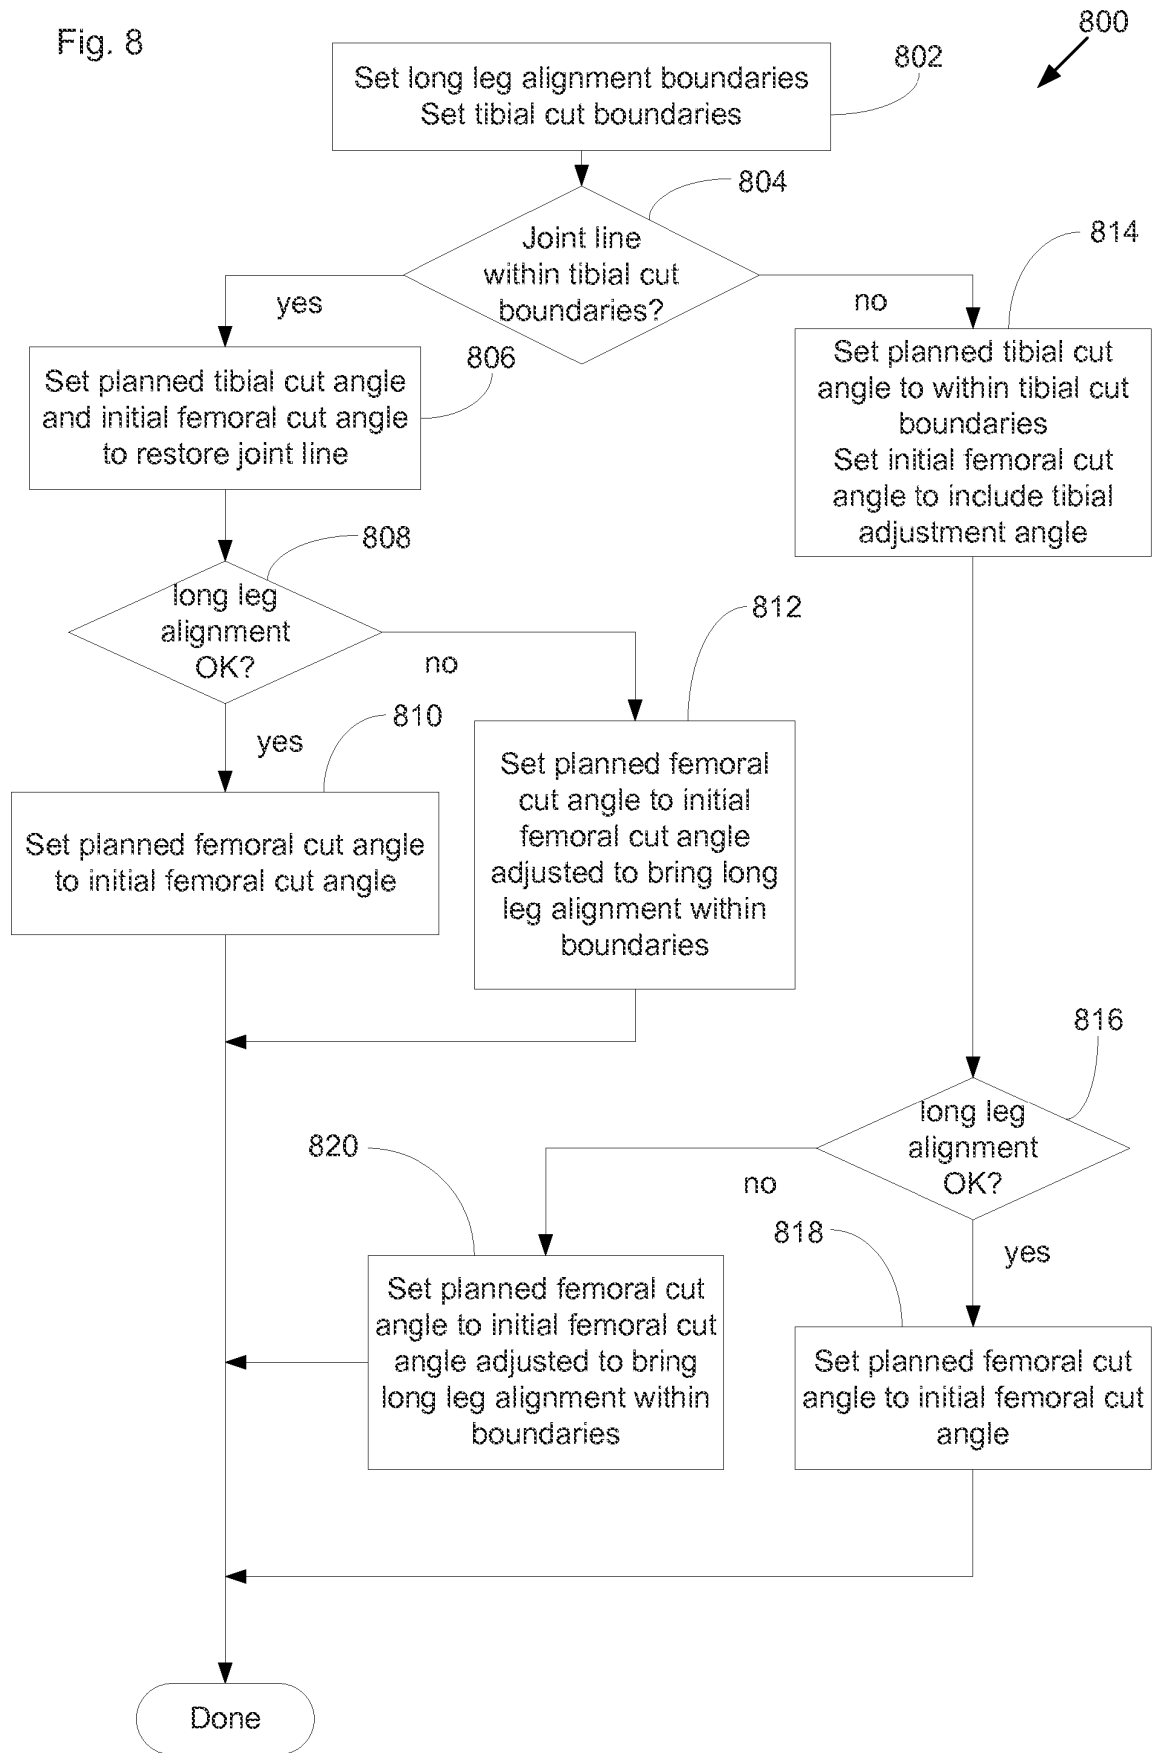 Fig. 8
800
Set long leg alignment boundaries
Set tibial cut boundaries
802
804
Joint line
within tibial cut
boundaries?
yes
no
814
806
Set planned tibial cut angle
and initial femoral cut angle
to restore joint line
Set planned tibial cut
angle to within tibial cut
boundaries
Set initial femoral cut
angle to include tibial
adjustment angle
808
long leg
alignment
OK?
no
yes
812
810
Set planned femoral cut angle
to initial femoral cut angle
Set planned femoral
cut angle to initial
femoral cut angle
adjusted to bring long
leg alignment within
boundaries
816
long leg
alignment
OK?
no
yes
820
818
Set planned femoral cut
angle to initial femoral cut
angle adjusted to bring
long leg alignment within
boundaries
Set planned femoral cut
angle to initial femoral cut
angle
Done